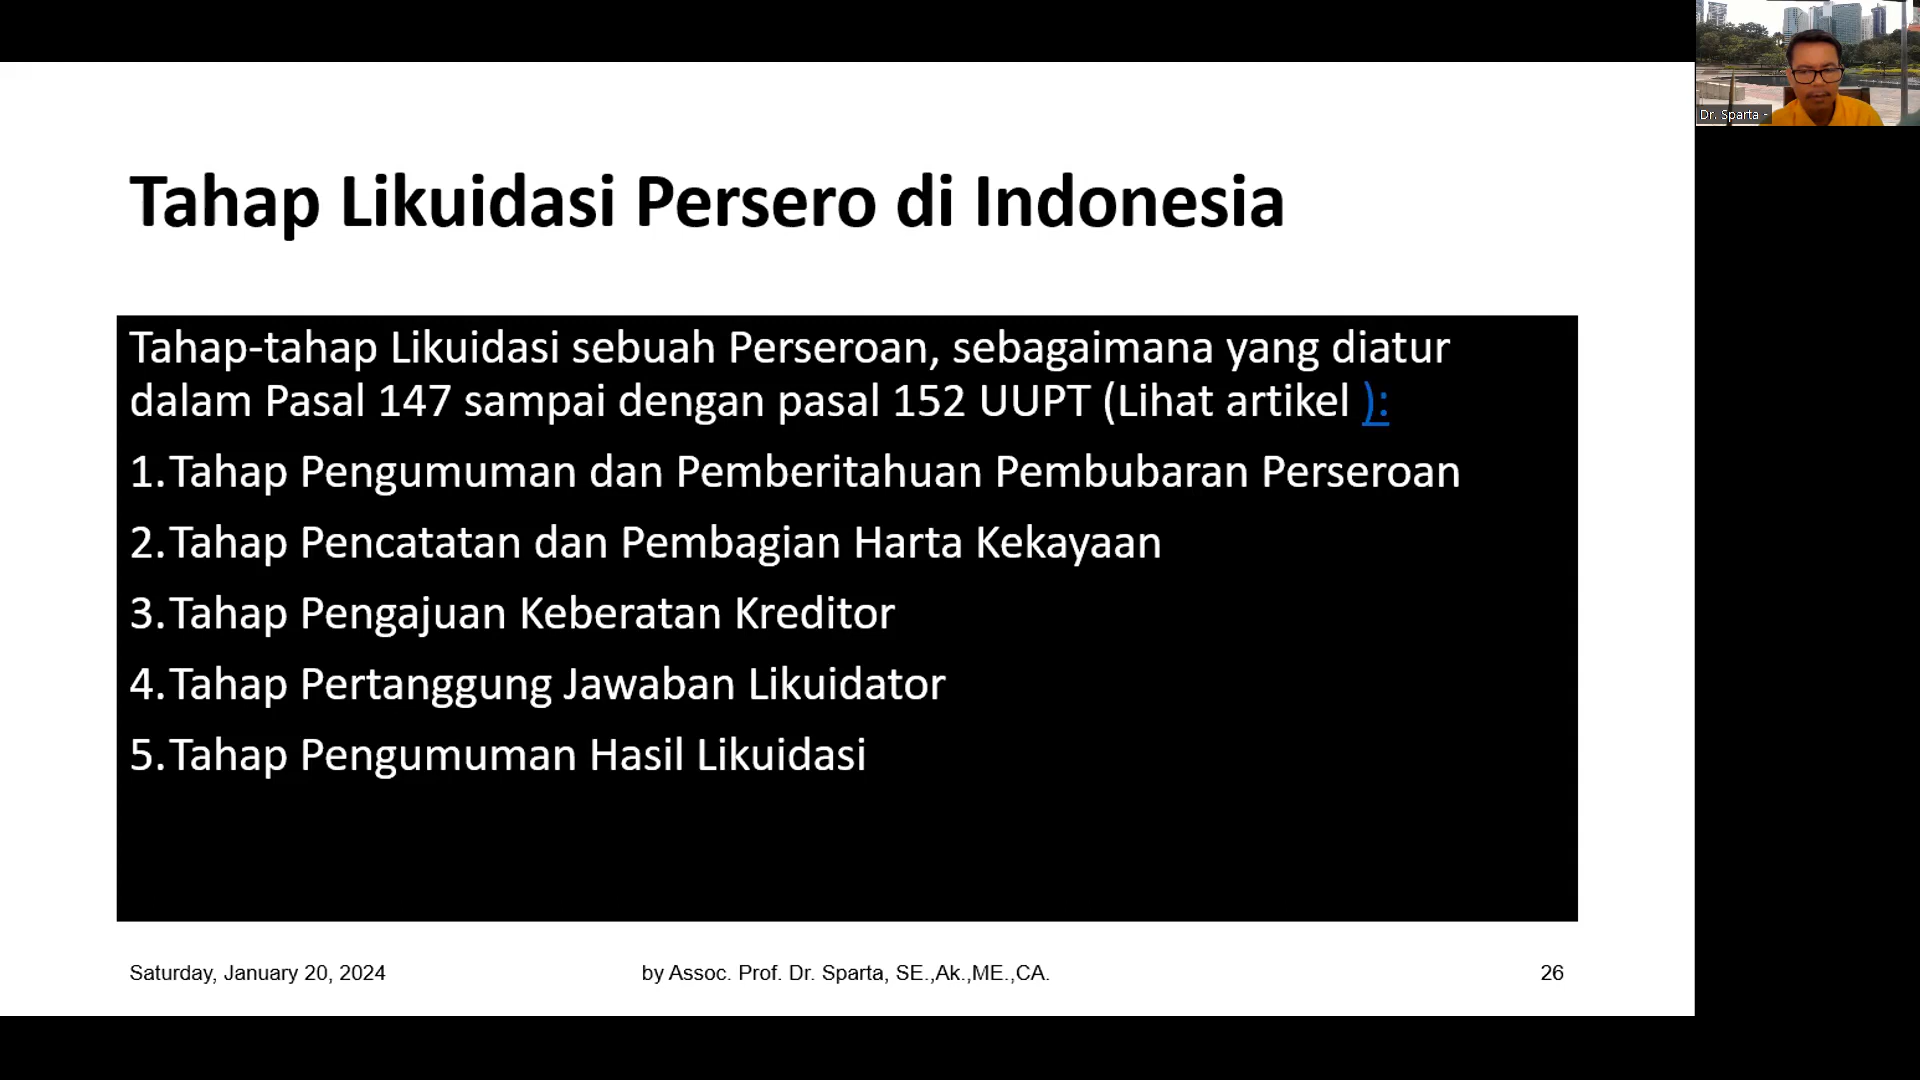 Dr. Sparta -
Tahap Likuidasi Persero di Indonesia
Tahap-tahap Likuidasi sebuah Perseroan, sebagaimana yang diatur
dalam Pasal 147 sampai dengan pasal 152 UUPT (Lihat artikel ):
1.Tahap Pengumuman dan Pemberitahuan Pembubaran Perseroan
2.Tahap Pencatatan dan Pembagian Harta Kekayaan
3.Tahap Pengajuan Keberatan Kreditor
4.Tahap Pertanggung Jawaban Likuidator
5.Tahap Pengumuman Hasil Likuidasi
Saturday, January 20, 2024
by Assoc. Prof. Dr. Sparta, SE.,Ak.,ME.,CA.
26